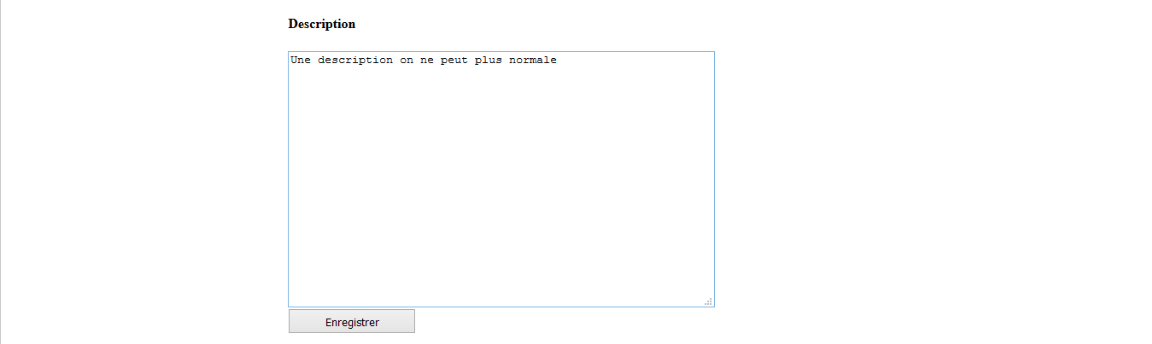 Description
Une description on ne peut plus normale
Enregistrer